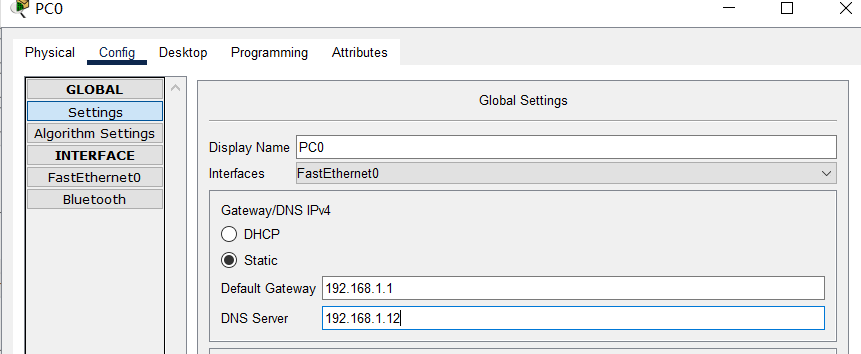 PC0
Physical Config Desktop Programming Attributes
GLOBAL
Settings
Algorithm Settings
INTERFACE
FastEthernet0
Bluetooth
Global Settings
Display Name PC0
Interfaces FastEthernet0
Gateway/DNS IPv4
DHCP
Static
Default Gateway 192.168.1.1
DNS Server 192.168.1.12